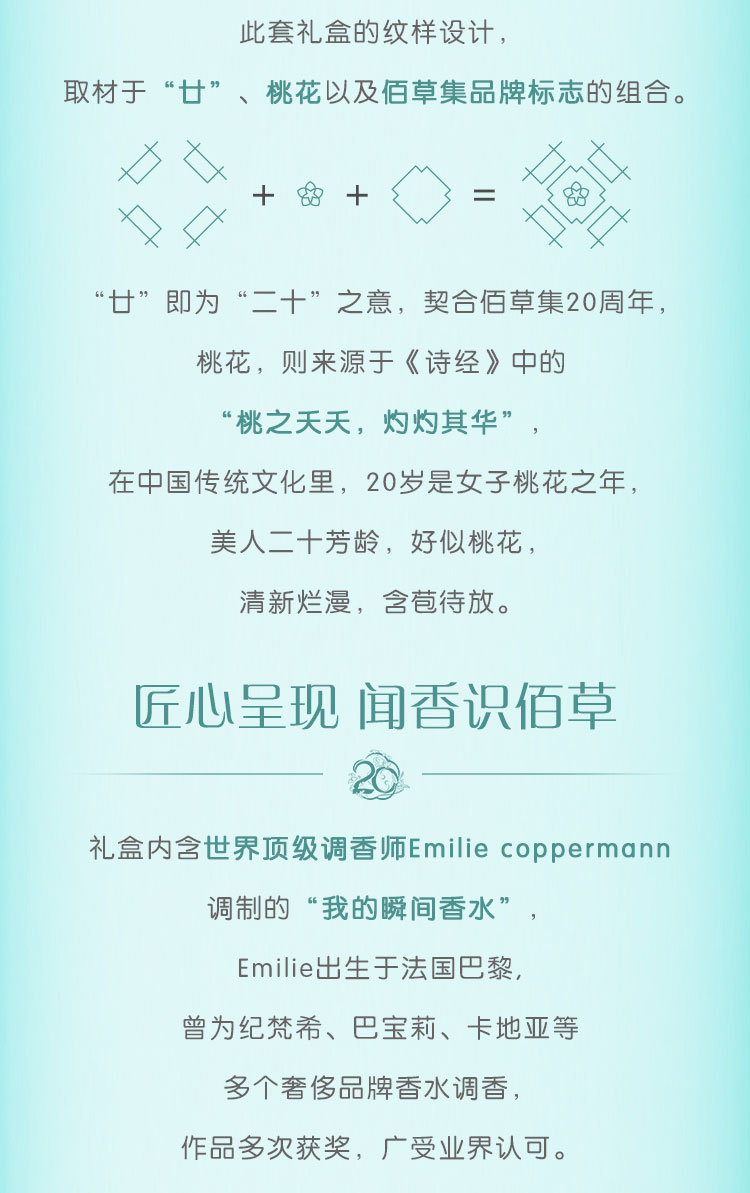 此套礼盒的纹样设计，
取材于“廿”、桃花以及佰草集品牌标志的组合。
+ + =
“廿”即为“二十”之意，契合佰草集20周年，
桃花，则来源于《诗经》中的
“桃之夭夭，灼灼其华”，
在中国传统文化里，20岁是女子桃花之年，
美人二十芳龄，好似桃花，
清新烂漫，含苞待放。
匠心呈现 闻香识佰草
20
礼盒内含世界顶级调香师Emilie coppermann
调制的“我的瞬间香水”，
Emilie出生于法国巴黎，
曾为纪梵希、巴宝莉、卡地亚等
多个奢侈品牌香水调香，
作品多次获奖，广受业界认可。